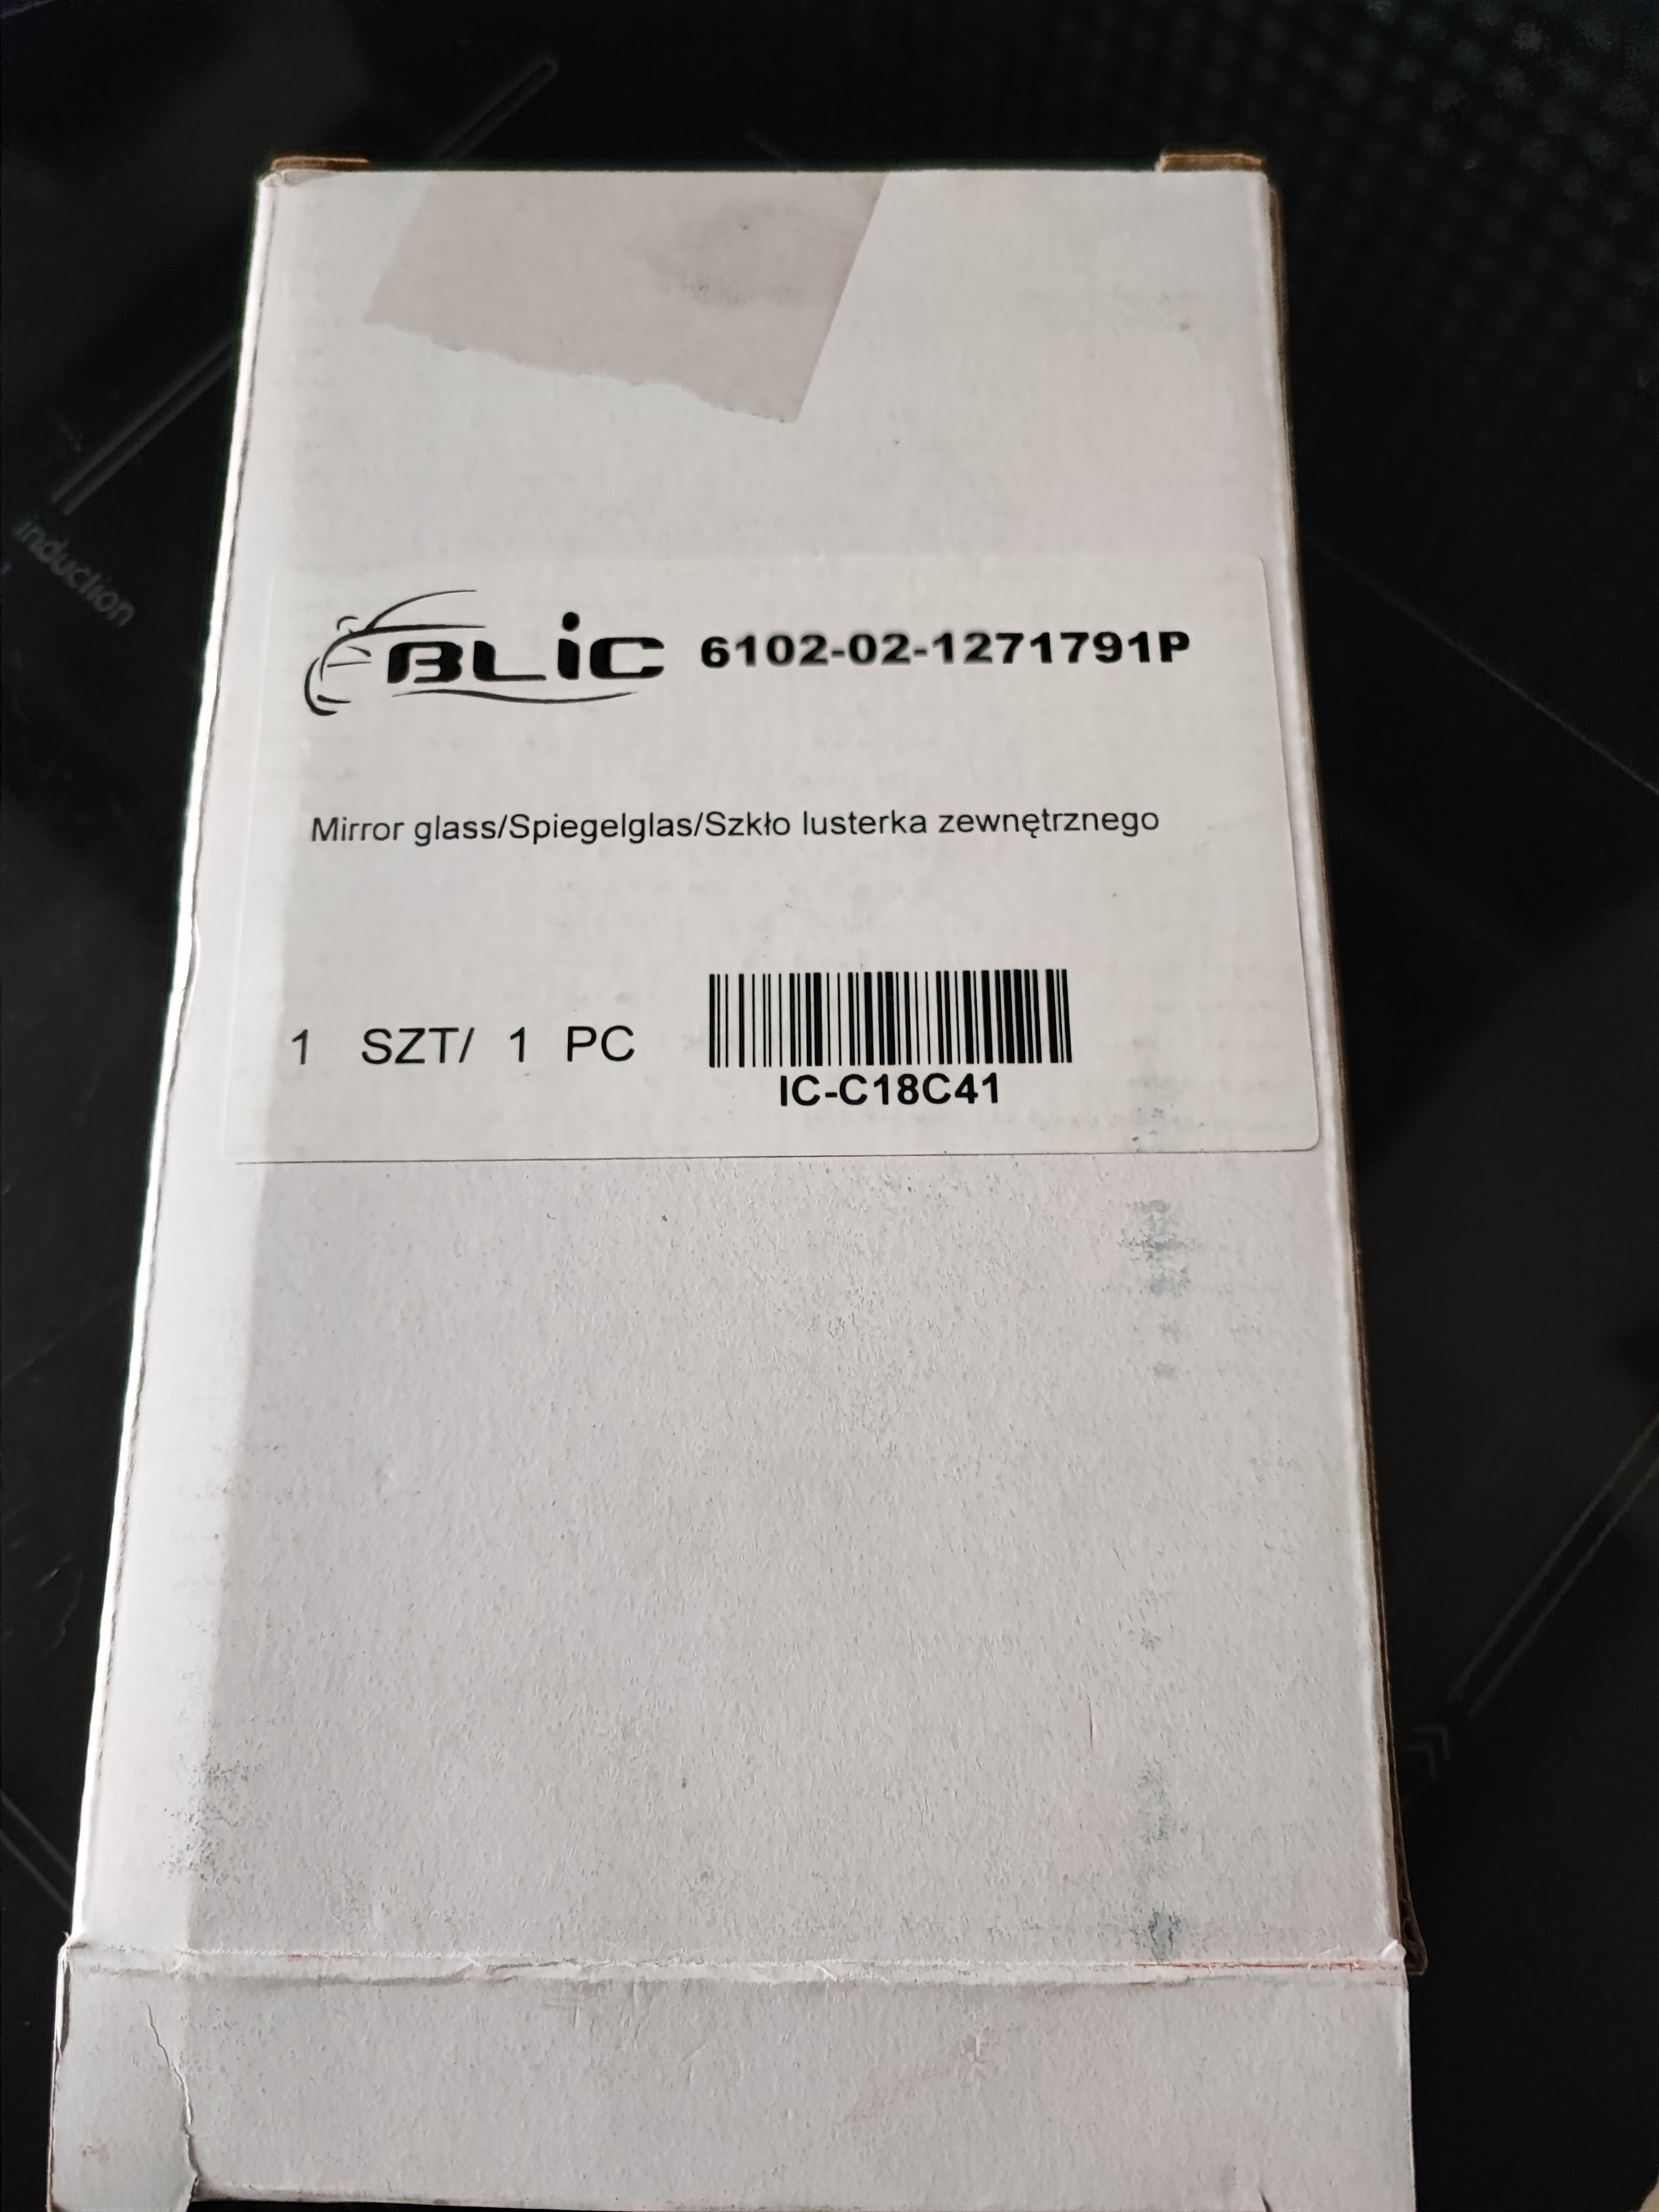 induction
BLiC 6102-02-1271791P
Mirror glass/Spiegelglas/Szkło lusterka zewnętrznego
1 SZT/ 1 PC
IC-C18C41